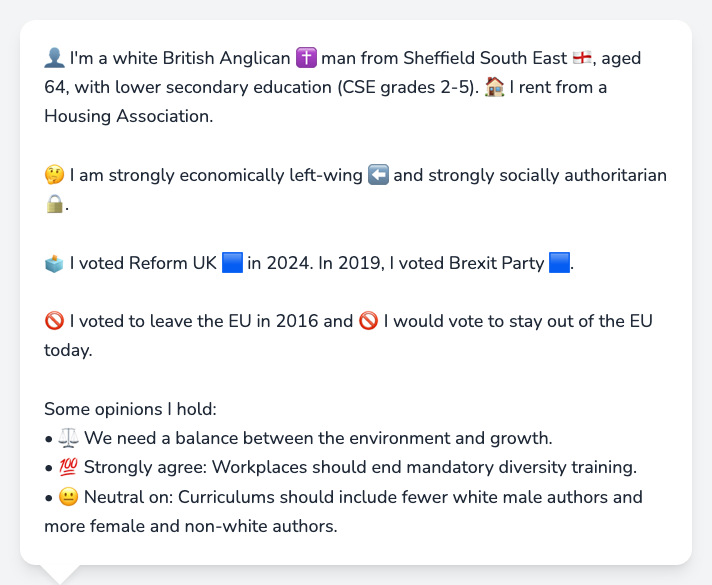 👤 I'm a white British Anglican ✝️ man from Sheffield South East 🏴󠁧󠁢󠁥󠁮󠁧󠁿, aged
64, with lower secondary education (CSE grades 2-5). 🏠 I rent from a
Housing Association.
🤔 I am strongly economically left-wing ⬅️ and strongly socially authoritarian
🔒.
🗳️ I voted Reform UK 🟦 in 2024. In 2019, I voted Brexit Party 🟦.
🚫 I voted to leave the EU in 2016 and 🚫 I would vote to stay out of the EU
today.
Some opinions I hold:
• ⚖️ We need a balance between the environment and growth.
• 💯 Strongly agree: Workplaces should end mandatory diversity training.
• 😐 Neutral on: Curriculums should include fewer white male authors and
more female and non-white authors.